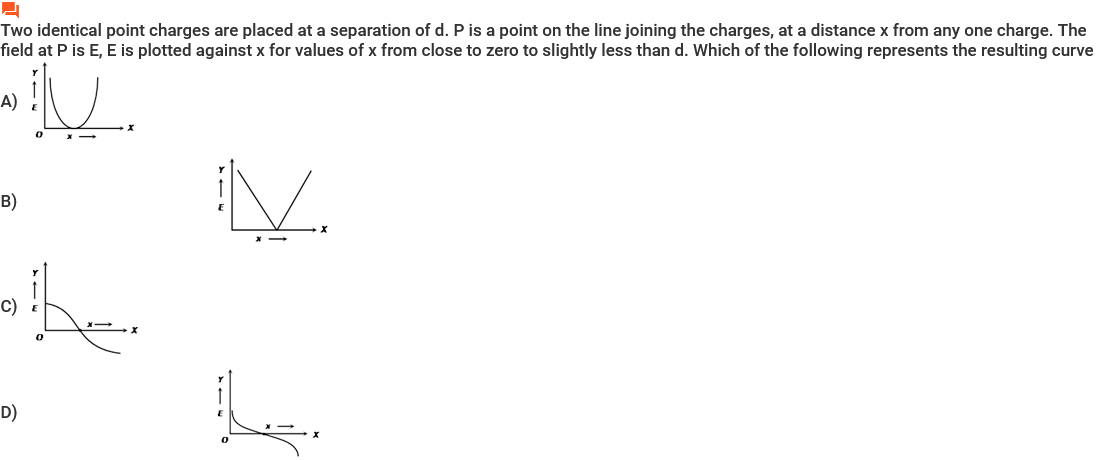 Two identical point charges are placed at a separation of d. P is a point on the line joining the charges, at a distance x from any one charge. The
field at P is E, E is plotted against x for values of x from close to zero to slightly less than d. Which of the following represents the resulting curve
A)
Y
E
O
x
X
B)
Y
E
x
X
C)
Y
E
O
x
X
D)
Y
E
O
x
X